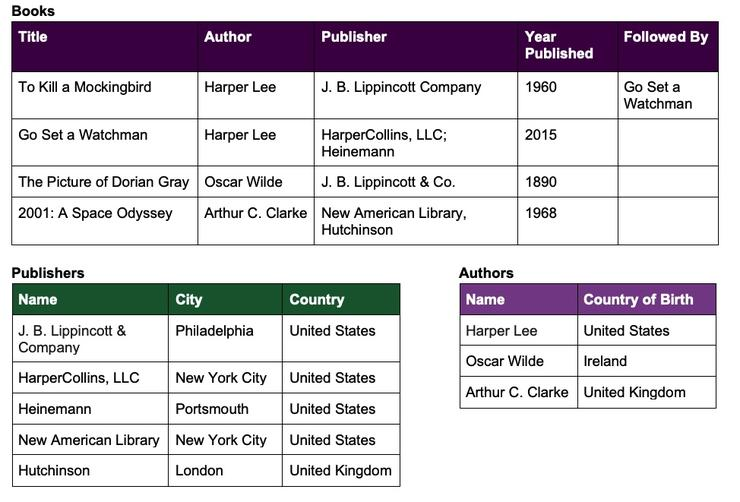 Books
Title Author Publisher Year Followed By
Published
To Kill a Mockingbird Harper Lee J. B. Lippincott Company 1960 Go Set a
Watchman
Go Set a Watchman Harper Lee HarperCollins, LLC; 2015
Heinemann
The Picture of Dorian Gray Oscar Wilde J. B. Lippincott & Co. 1890
2001: A Space Odyssey Arthur C. Clarke New American Library, 1968
Hutchinson
Publishers
Name City Country
J. B. Lippincott & Philadelphia United States
Company
HarperCollins, LLC New York City United States
Heinemann Portsmouth United States
New American Library New York City United States
Hutchinson London United Kingdom
Authors
Name Country of Birth
Harper Lee United States
Oscar Wilde Ireland
Arthur C. Clarke United Kingdom